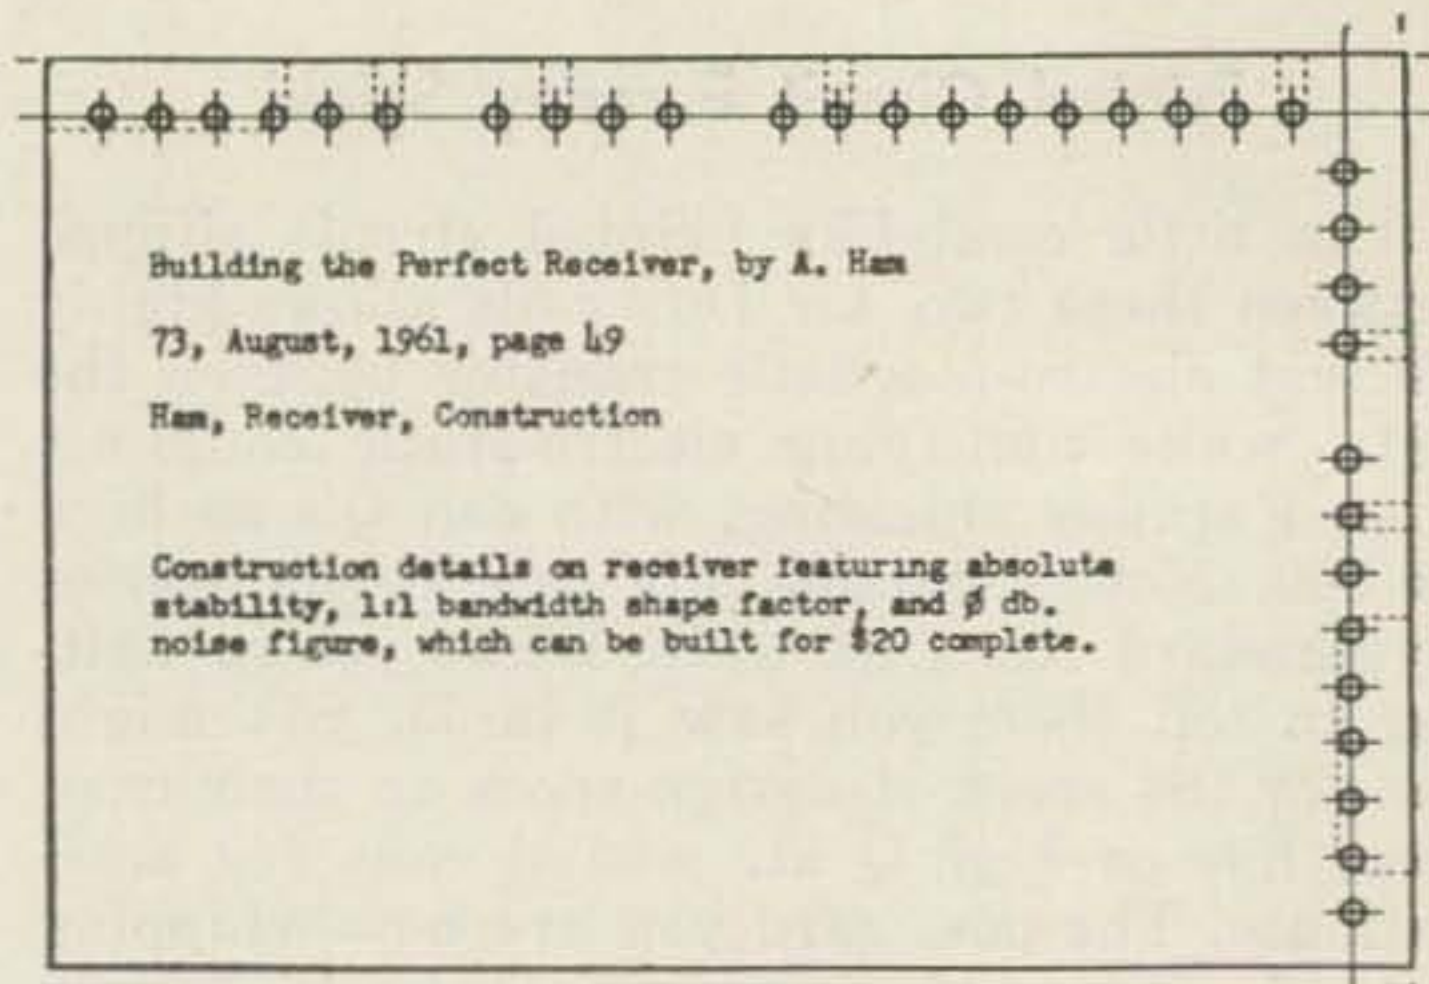 Building the Perfect Receiver, by A. Ham
73, August, 1961, page 49
Ham, Receiver, Construction
Construction details on receiver featuring absolute
stability, 1:1 bandwidth shape factor, and ∅ db.
noise figure, which can be built for $20 complete.